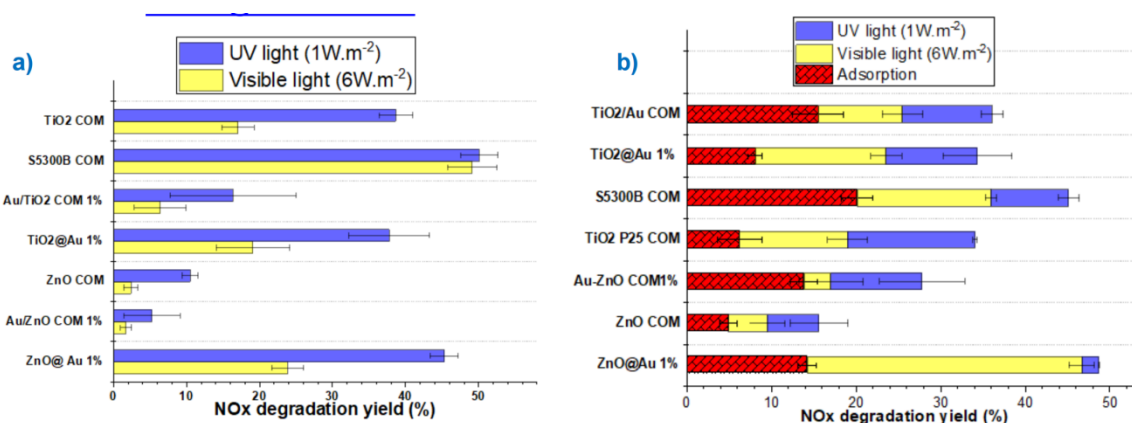 a)
UV light (1W.m-2)
Visible light (6W.m-2)
TiO2 COM
S5300B COM
Au/TiO2 COM 1%
TiO2@Au 1%
ZnO COM
Au/ZnO COM 1%
ZnO@ Au 1%
0 10 20 30 40 50
NOx degradation yield (%)
b)
UV light (1W.m-2)
Visible light (6W.m-2)
Adsorption
TiO2/Au COM
TiO2@Au 1%
S5300B COM
TiO2 P25 COM
Au-ZnO COM1%
ZnO COM
ZnO@Au 1%
0 10 20 30 40 50
NOx degradation yield (%)